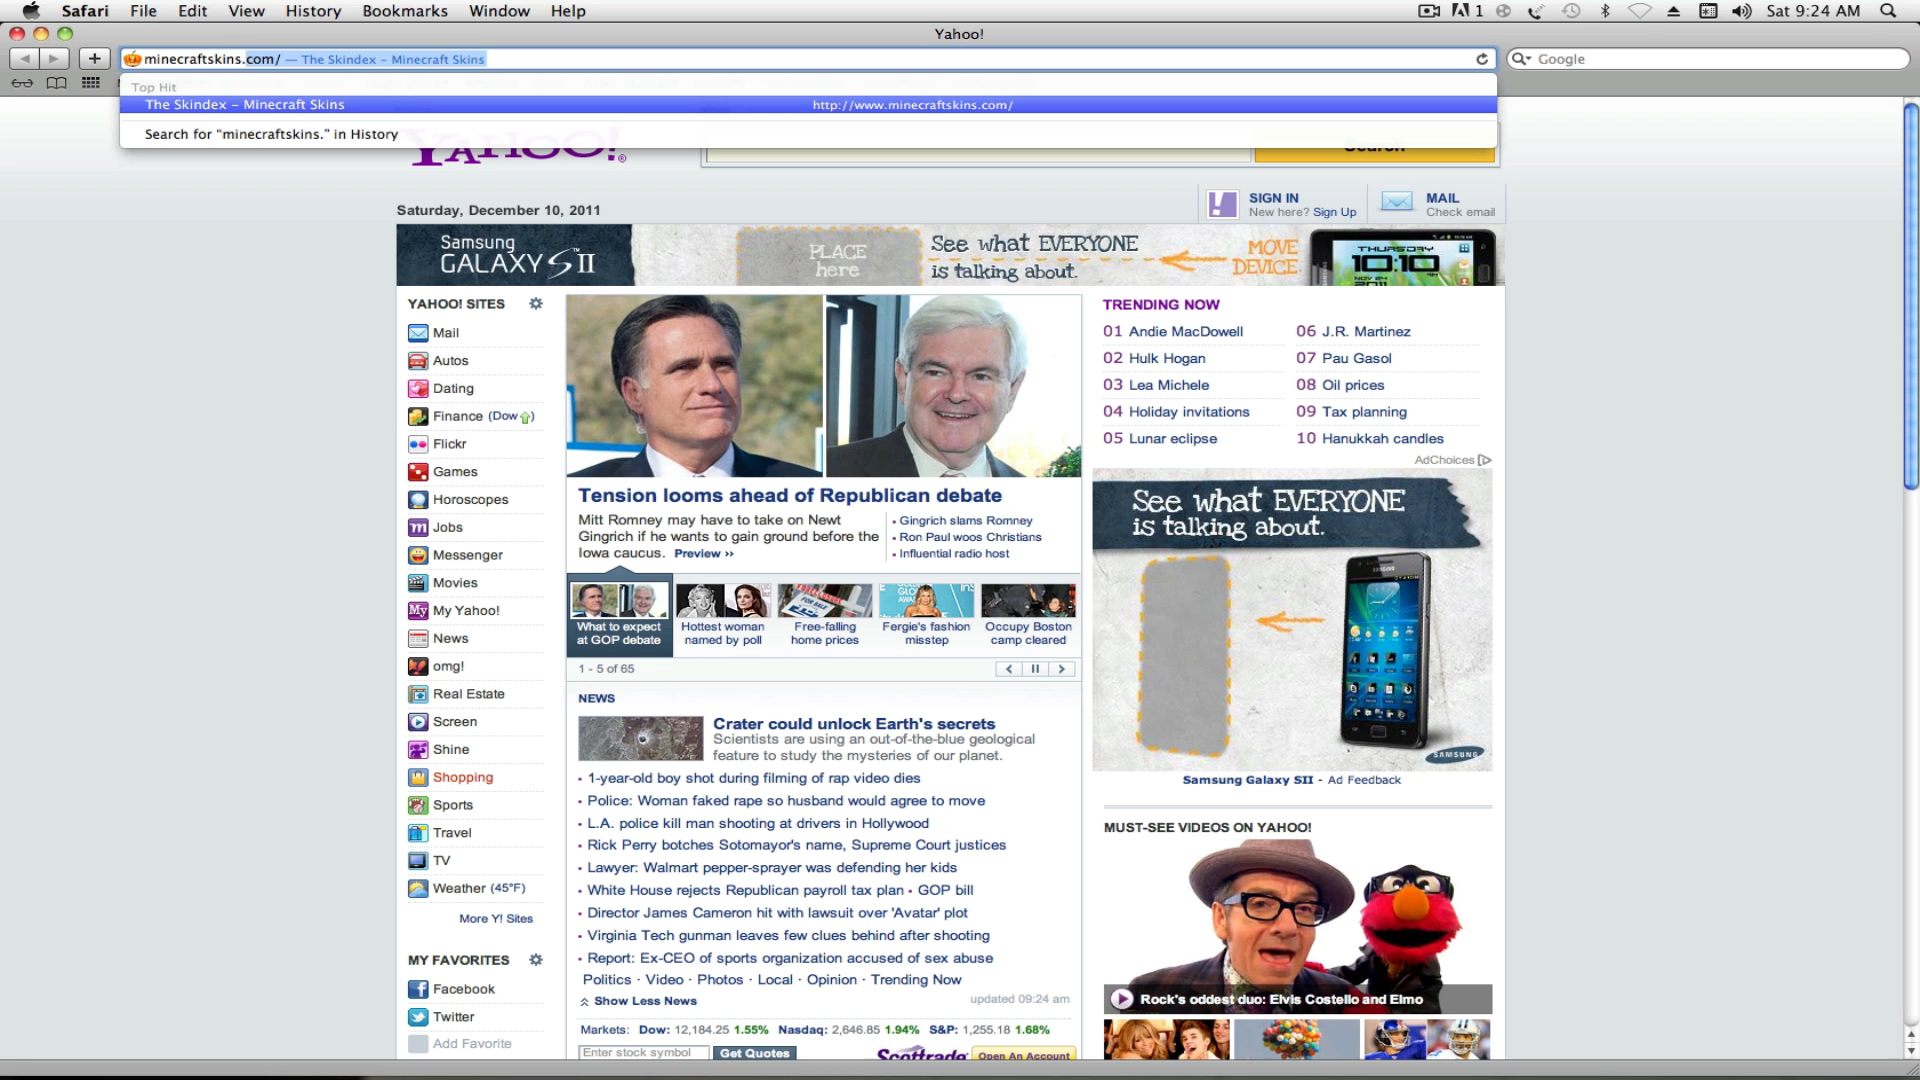 Safari File Edit View History Bookmarks Window Help
1 Sat 9:24 AM
Yahoo!
minecraftskins.com/ — The Skindex – Minecraft Skins
Google
Top Hit
The Skindex – Minecraft Skins http://www.minecraftskins.com/
Search for “minecraftskins.” in History
YAHOO!®
Search
Saturday, December 10, 2011
SIGN IN
New here? Sign Up
MAIL
Check email
Samsung
GALAXY S II
PLACE
here
See what EVERYONE
is talking about.
MOVE
DEVICE.
THURSDAY
10:10
NOV 24
2011
YAHOO! SITES
Mail
Autos
Dating
Finance (Dow)
Flickr
Games
Horoscopes
Jobs
Messenger
Movies
My Yahoo!
News
omg!
Real Estate
Screen
Shine
Shopping
Sports
Travel
TV
Weather (45°F)
More Y! Sites
MY FAVORITES
Facebook
Twitter
Add Favorite
Tension looms ahead of Republican debate
Mitt Romney may have to take on Newt
Gingrich if he wants to gain ground before the
Iowa caucus. Preview ››
• Gingrich slams Romney
• Ron Paul woos Christians
• Influential radio host
What to expect
at GOP debate
Hottest woman
named by poll
Free-falling
home prices
Fergie's fashion
misstep
Occupy Boston
camp cleared
1 - 5 of 65
NEWS
Crater could unlock Earth's secrets
Scientists are using an out-of-the-blue geological
feature to study the mysteries of our planet.
• 1-year-old boy shot during filming of rap video dies
• Police: Woman faked rape so husband would agree to move
• L.A. police kill man shooting at drivers in Hollywood
• Rick Perry botches Sotomayor's name, Supreme Court justices
• Lawyer: Walmart pepper-sprayer was defending her kids
• White House rejects Republican payroll tax plan • GOP bill
• Director James Cameron hit with lawsuit over 'Avatar' plot
• Virginia Tech gunman leaves few clues behind after shooting
• Report: Ex-CEO of sports organization accused of sex abuse
Politics · Video · Photos · Local · Opinion · Trending Now
Show Less News
updated 09:24 am
Markets: Dow: 12,184.25 1.55% Nasdaq: 2,646.85 1.94% S&P: 1,255.18 1.68%
Enter stock symbol Get Quotes
Scottrade Open An Account
TRENDING NOW
01 Andie MacDowell
02 Hulk Hogan
03 Lea Michele
04 Holiday invitations
05 Lunar eclipse
06 J.R. Martinez
07 Pau Gasol
08 Oil prices
09 Tax planning
10 Hanukkah candles
AdChoices
See what EVERYONE
is talking about.
SAMSUNG
SAMSUNG
Samsung Galaxy SII - Ad Feedback
MUST-SEE VIDEOS ON YAHOO!
Rock's oddest duo: Elvis Costello and Elmo